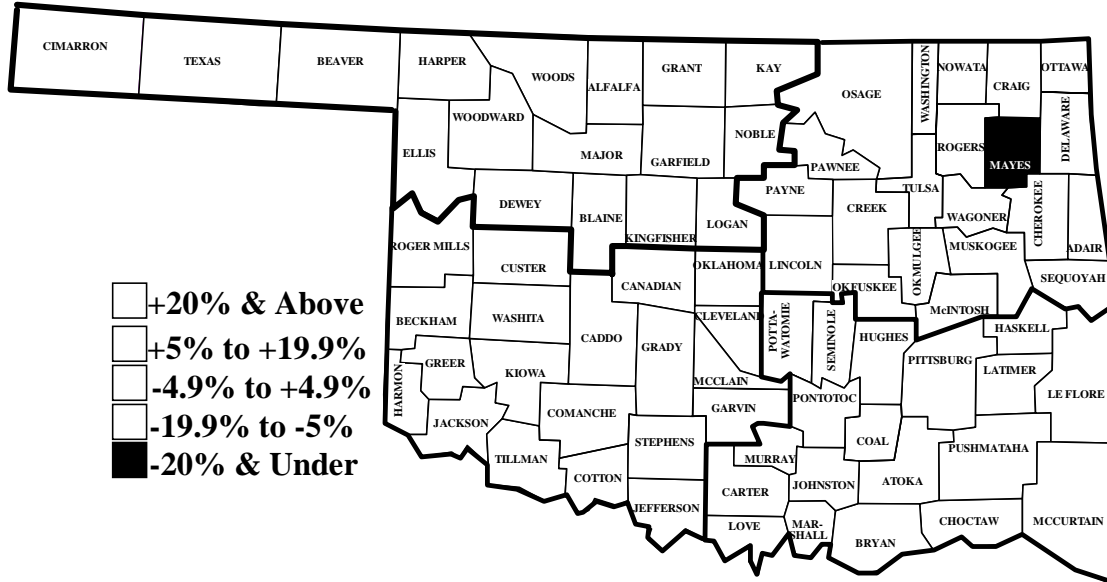 CIMARRON
TEXAS
BEAVER
HARPER
WOODS
ALFALFA
GRANT
KAY
OSAGE
WASHINGTON
NOWATA
CRAIG
OTTAWA
WOODWARD
ELLIS
MAJOR
GARFIELD
NOBLE
PAWNEE
ROGERS
MAYES
DELAWARE
DEWEY
BLAINE
KINGFISHER
LOGAN
PAYNE
CREEK
TULSA
WAGONER
CHEROKEE
ADAIR
ROGER MILLS
CUSTER
CANADIAN
OKLAHOMA
LINCOLN
OKFUSKEE
OKMULGEE
MUSKOGEE
SEQUOYAH
McINTOSH
BECKHAM
WASHITA
CADDO
GRADY
CLEVELAND
POTTA-
WATOMIE
SEMINOLE
HUGHES
PITTSBURG
HASKELL
LATIMER
LE FLORE
HARMON
GREER
KIOWA
MCCLAIN
PONTOTOC
JACKSON
COMANCHE
GARVIN
STEPHENS
COAL
PUSHMATAHA
TILLMAN
COTTON
MURRAY
JOHNSTON
ATOKA
JEFFERSON
CARTER
LOVE
MAR-
SHALL
BRYAN
CHOCTAW
MCCURTAIN
+20% & Above
+5% to +19.9%
-4.9% to +4.9%
-19.9% to -5%
-20% & Under